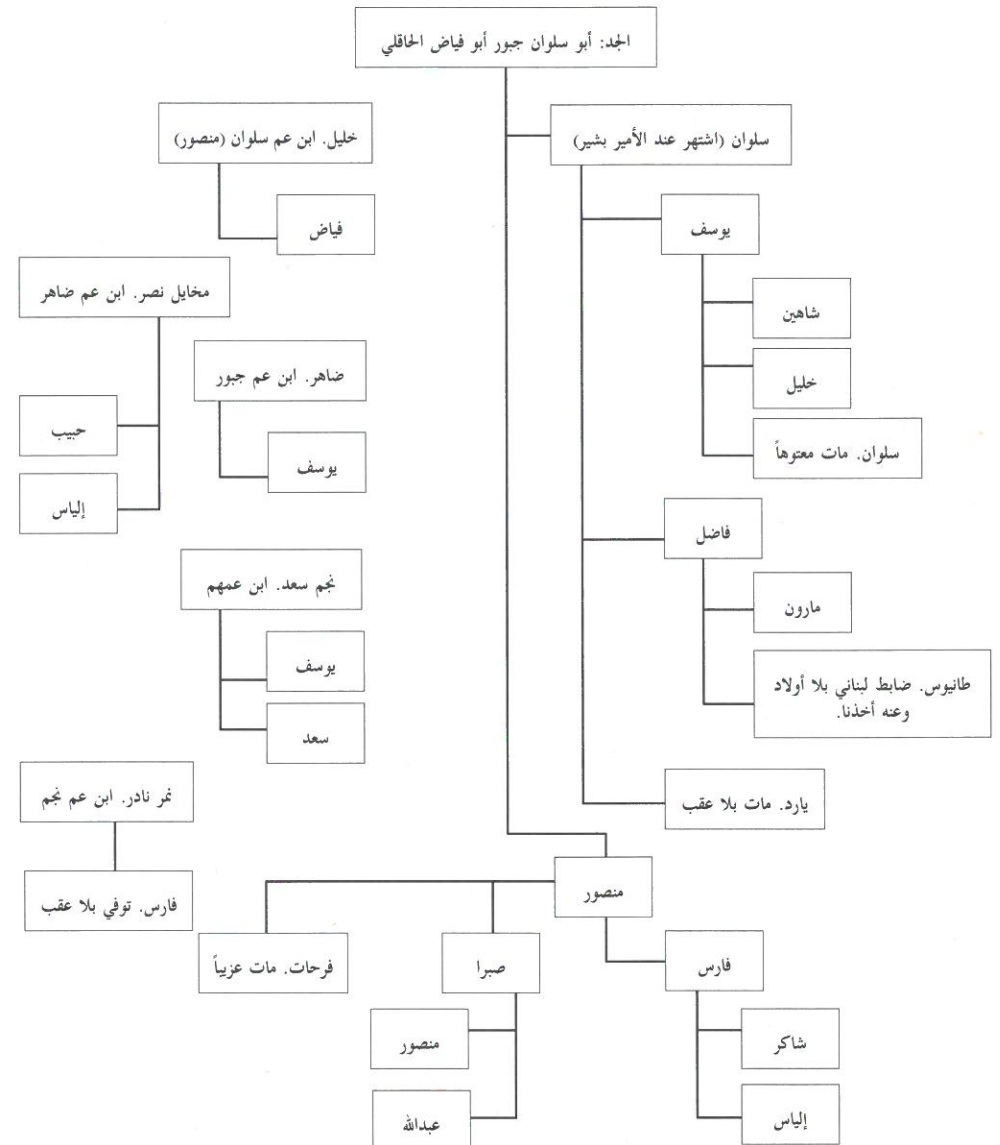 الجد: أبو سلوان جبور أبو فياض الحاقلي
سلوان (اشتهر عند الأمير بشير)
يوسف
شاهين
خليل
سلوان. مات معتوهاً
فاضل
مارون
طانيوس. ضابط لبناني بلا أولاد
وعنه أخذنا.
يارد. مات بلا عقب
منصور
فارس
شاكر
إلياس
صبرا
منصور
عبدالله
فرحات. مات عزيباً
خليل. ابن عم سلوان (منصور)
فياض
مخايل نصر. ابن عم ضاهر
حبيب
إلياس
ضاهر. ابن عم جبور
يوسف
نجم سعد. ابن عمهم
يوسف
سعد
نمر نادر. ابن عم نجم
فارس. توفي بلا عقب